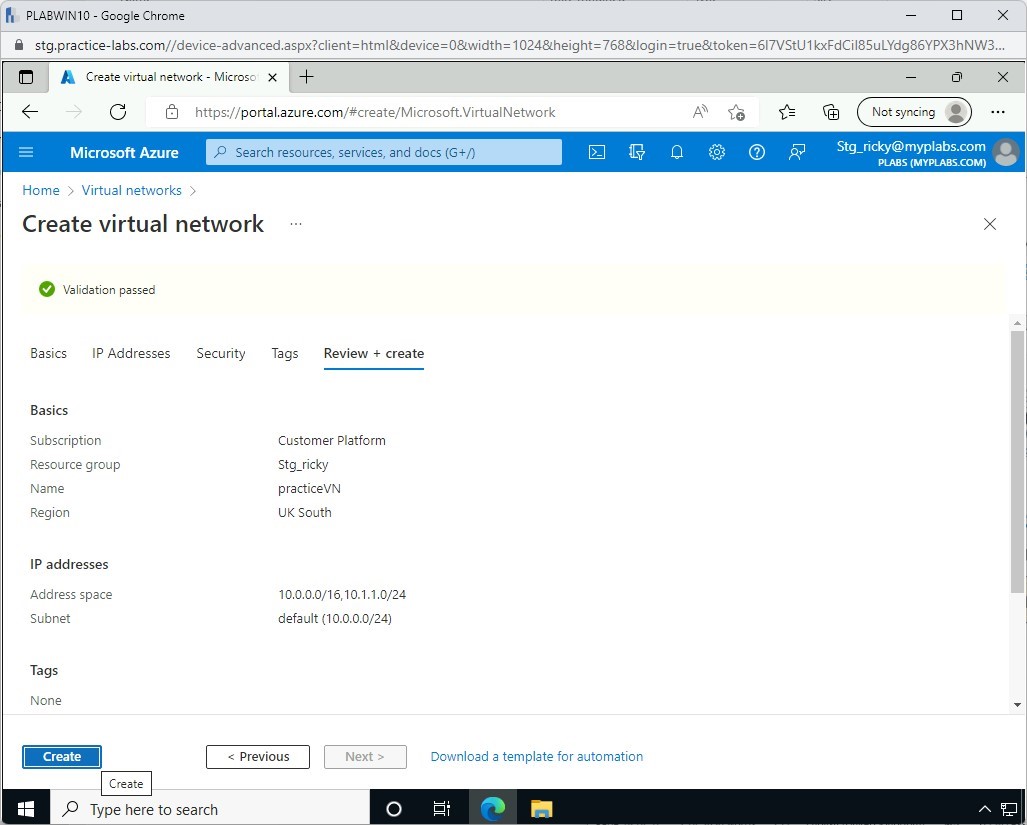 PLABWIN10 - Google Chrome
stg.practice-labs.com//device-advanced.aspx?client=html&device=0&width=1024&height=768&login=true&token=6I7VStU1kxFdCiI85uLYdg86YPX3hNW3...
Create virtual network - Microso
https://portal.azure.com/#create/Microsoft.VirtualNetwork
Not syncing
Microsoft Azure
Search resources, services, and docs (G+/)
Stg_ricky@myplabs.com
PLABS (MYPLABS.COM)
Home > Virtual networks >
Create virtual network ...
Validation passed
Basics IP Addresses Security Tags Review + create
Basics
Subscription Customer Platform
Resource group Stg_ricky
Name practiceVN
Region UK South
IP addresses
Address space 10.0.0.0/16,10.1.1.0/24
Subnet default (10.0.0.0/24)
Tags
None
Create < Previous Next > Download a template for automation
Create
Type here to search